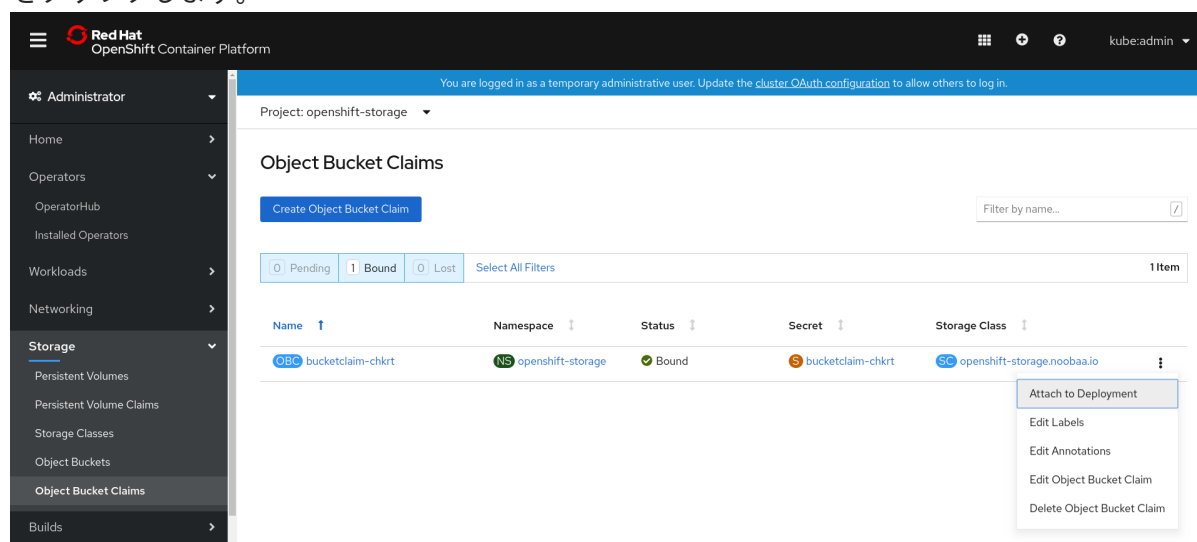 をクリックします。
Red Hat
OpenShift Container Platform
kube:admin
Administrator
You are logged in as a temporary administrative user. Update the cluster OAuth configuration to allow others to log in.
Project: openshift-storage
Home
Operators
OperatorHub
Installed Operators
Workloads
Networking
Storage
Persistent Volumes
Persistent Volume Claims
Storage Classes
Object Buckets
Object Bucket Claims
Builds
Object Bucket Claims
Create Object Bucket Claim
Filter by name... /
0 Pending 1 Bound 0 Lost Select All Filters 1 Item
Name Namespace Status Secret Storage Class
OBC bucketclaim-chkrt NS openshift-storage Bound S bucketclaim-chkrt SC openshift-storage.noobaa.io
Attach to Deployment
Edit Labels
Edit Annotations
Edit Object Bucket Claim
Delete Object Bucket Claim